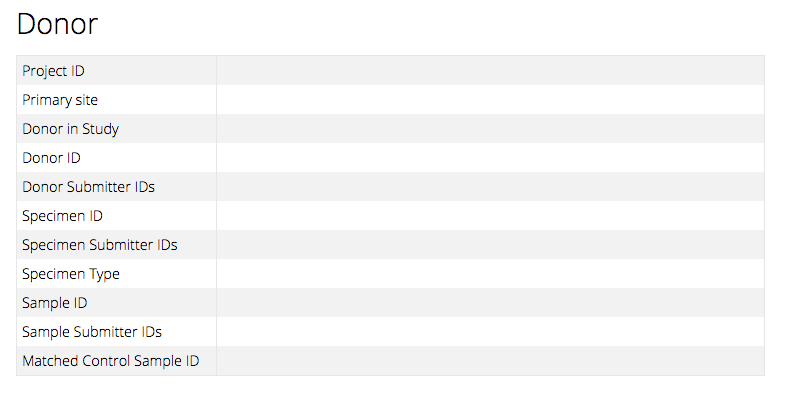 Donor
Project ID
Primary site
Donor in Study
Donor ID
Donor Submitter IDs
Specimen ID
Specimen Submitter IDs
Specimen Type
Sample ID
Sample Submitter IDs
Matched Control Sample ID